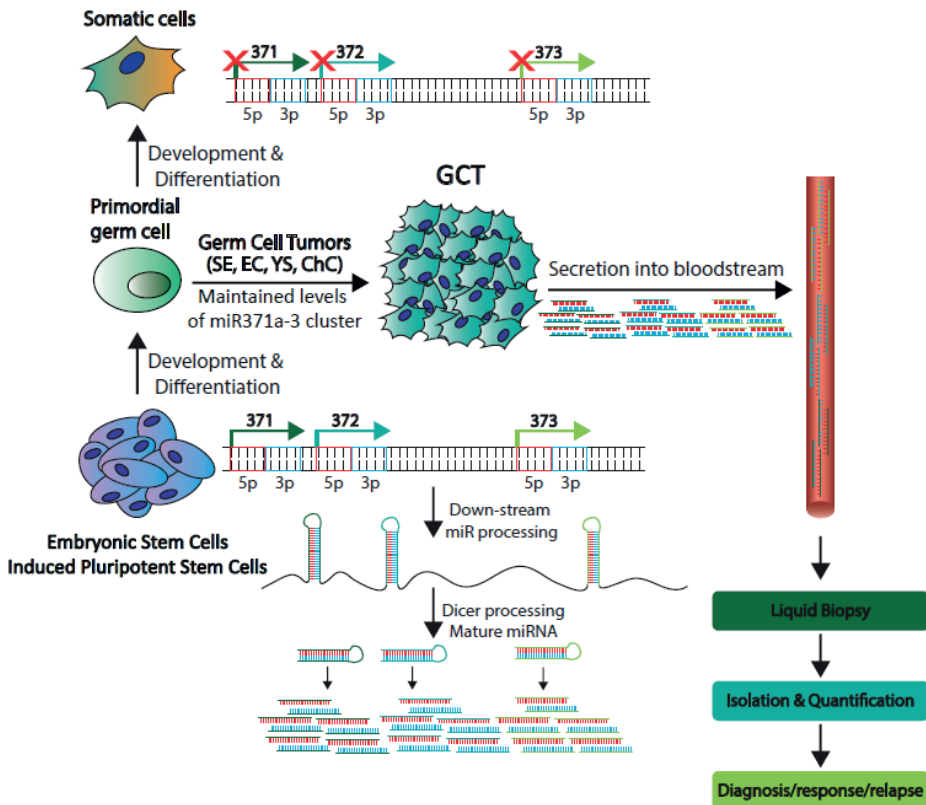 Somatic cells
371
372
373
5p
3p
5p
3p
5p
3p
Development &
Differentiation
GCT
Primordial
germ cell
Germ Cell Tumors
(SE, EC, YS, ChC)
Maintained levels
of miR371a-3 cluster
Secretion into bloodstream
Development &
Differentiation
371
372
373
5p
3p
5p
3p
5p
3p
Down-stream
miR processing
Embryonic Stem Cells
Induced Pluripotent Stem Cells
Dicer processing
Mature miRNA
Liquid Biopsy
Isolation & Quantification
Diagnosis/response/relapse